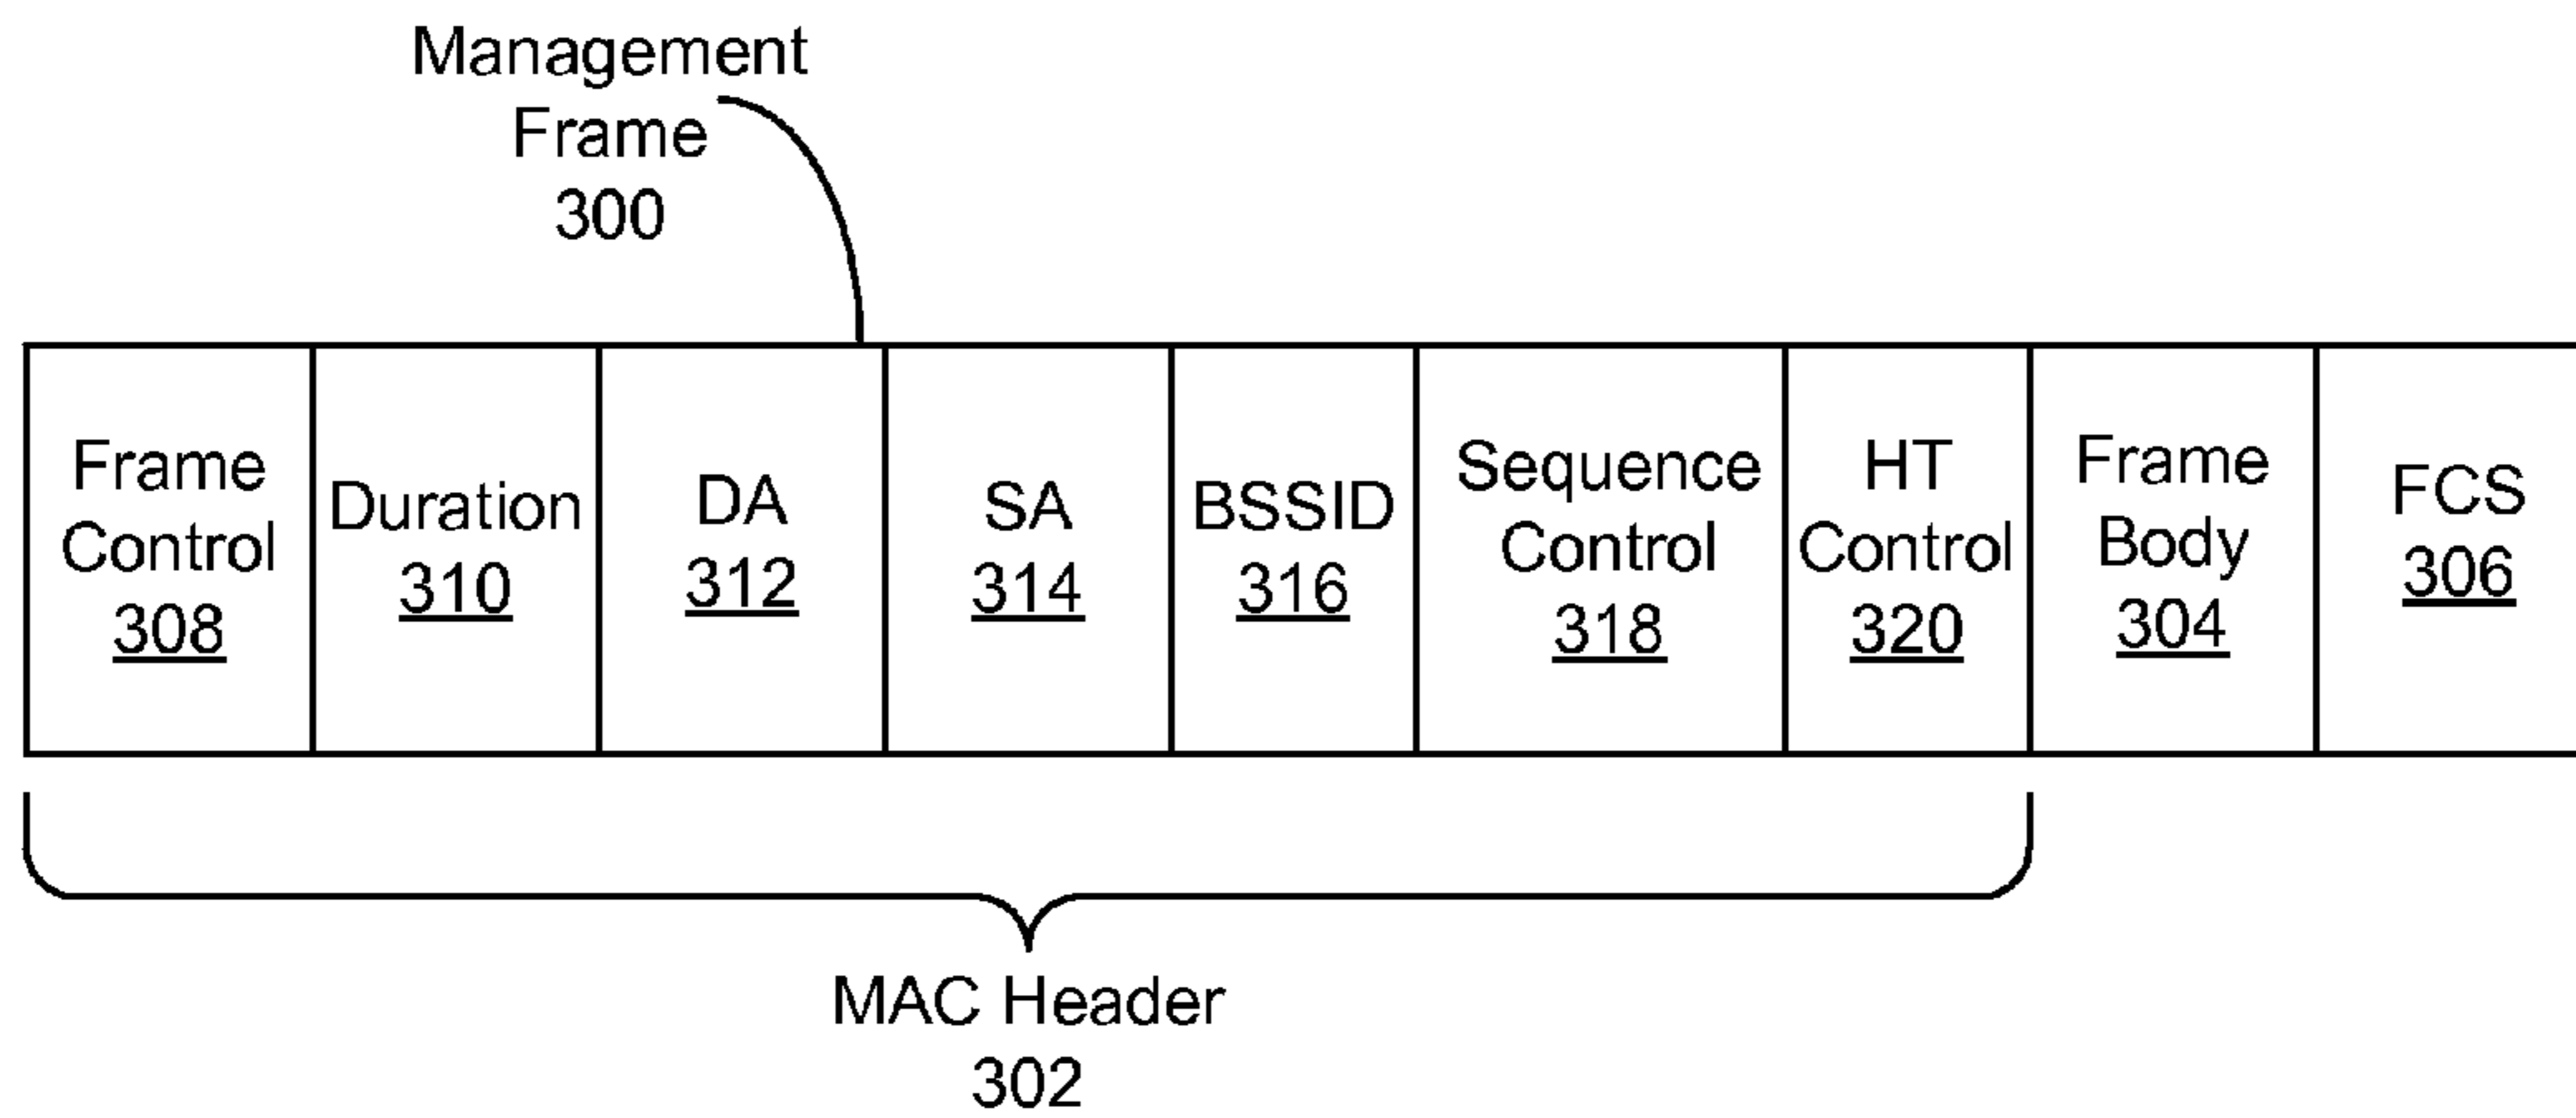 Management
Frame
300
Frame
Control
308
Duration
310
DA
312
SA
314
BSSID
316
Sequence
Control
318
HT
Control
320
Frame
Body
304
FCS
306
MAC Header
302